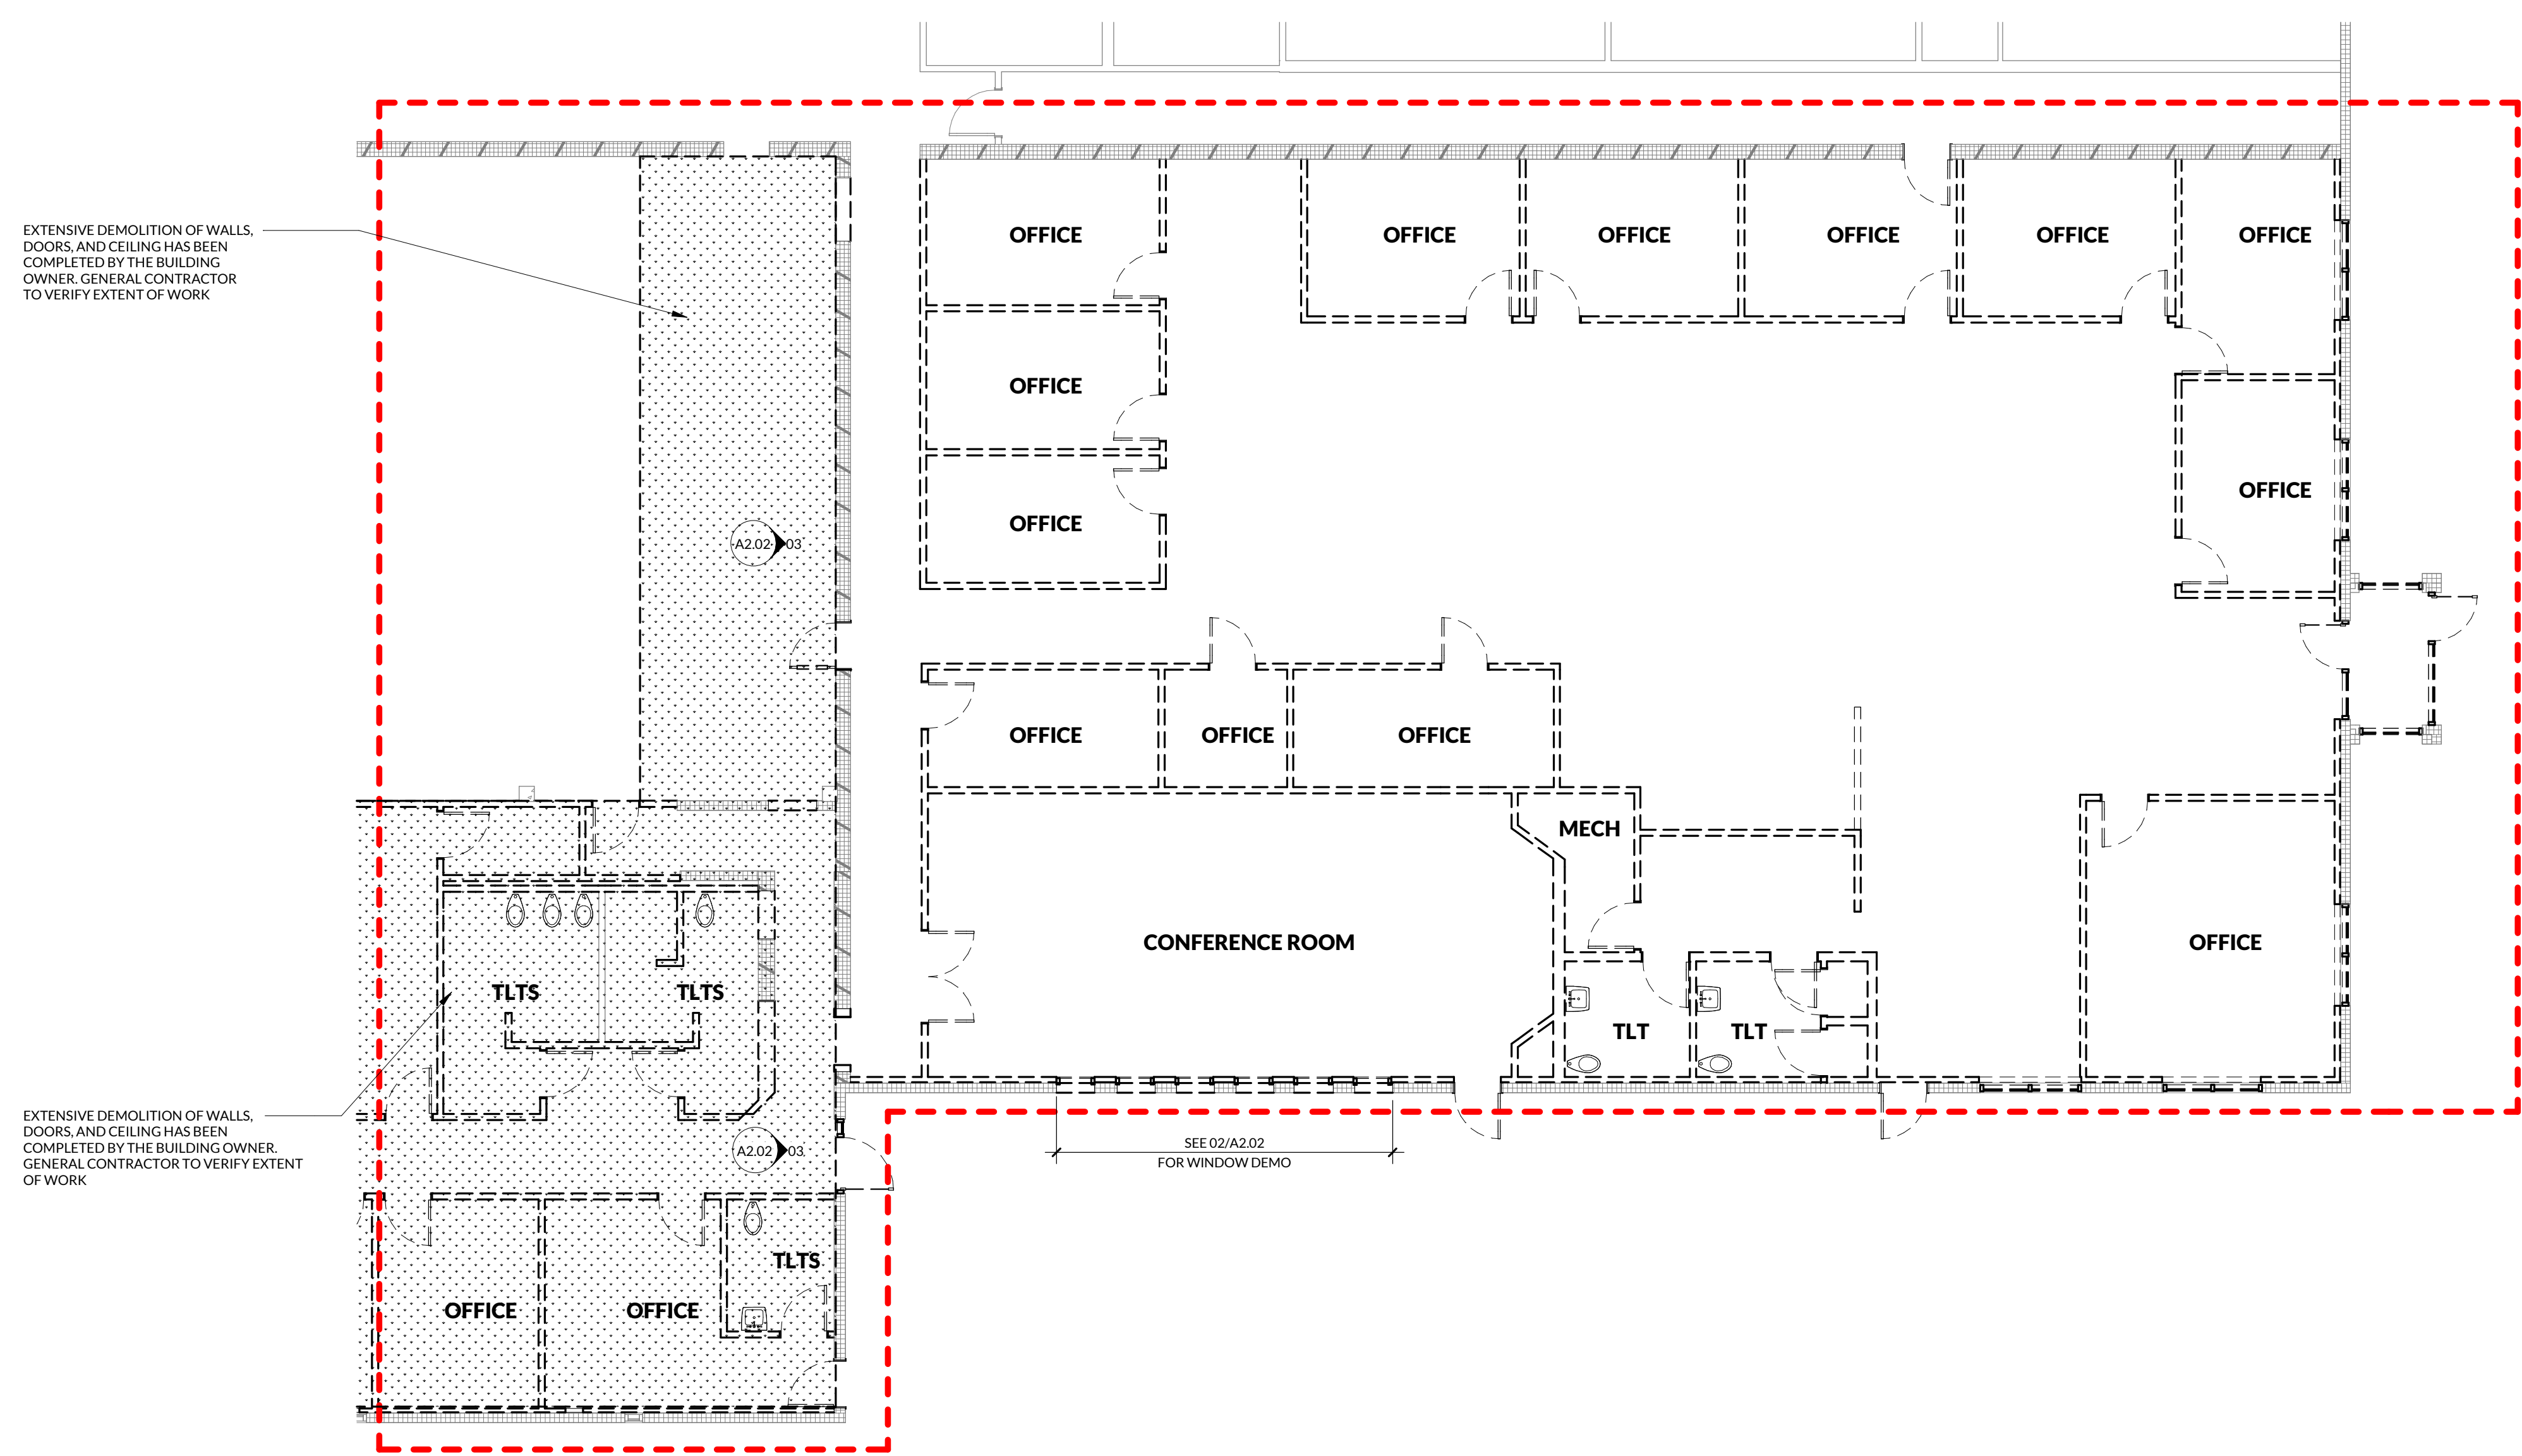 EXTENSIVE DEMOLITION OF WALLS,
DOORS, AND CEILING HAS BEEN
COMPLETED BY THE BUILDING
OWNER. GENERAL CONTRACTOR
TO VERIFY EXTENT OF WORK
OFFICE
OFFICE
OFFICE
OFFICE
OFFICE
OFFICE
OFFICE
OFFICE
OFFICE
A2.02
03
OFFICE
OFFICE
OFFICE
MECH
CONFERENCE ROOM
OFFICE
TLTS
TLTS
TLT
TLT
EXTENSIVE DEMOLITION OF WALLS,
DOORS, AND CEILING HAS BEEN
COMPLETED BY THE BUILDING OWNER.
GENERAL CONTRACTOR TO VERIFY EXTENT
OF WORK
A2.02
03
SEE 02/A2.02
FOR WINDOW DEMO
TLTS
OFFICE
OFFICE